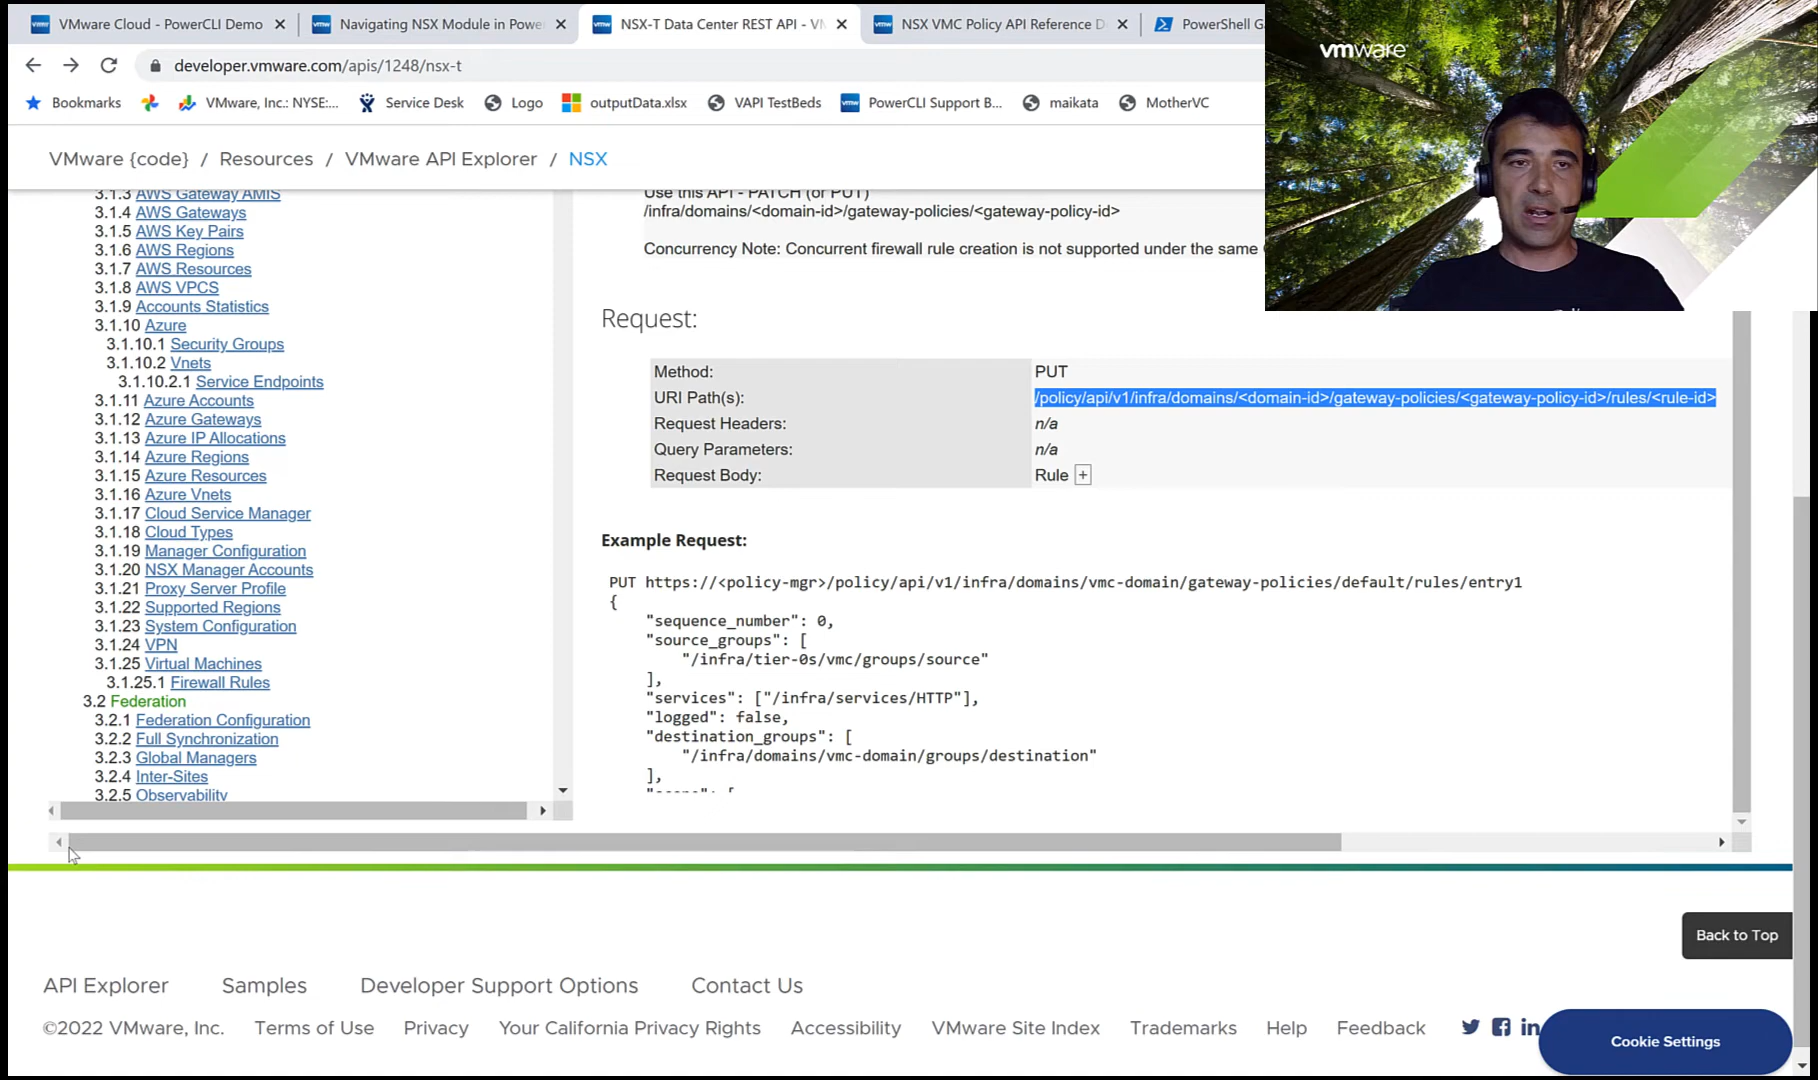 VMware Cloud - PowerCLI Demo
Navigating NSX Module in Powe
NSX-T Data Center REST API - VM
NSX VMC Policy API Reference D
PowerShell Ga
developer.vmware.com/apis/1248/nsx-t
Bookmarks
VMware, Inc.: NYSE:...
Service Desk
Logo
outputData.xlsx
VAPI TestBeds
PowerCLI Support B...
maikata
MotherVC
vmware
VMware {code} / Resources / VMware API Explorer / NSX
3.1.3 AWS Gateway AMIS
3.1.4 AWS Gateways
3.1.5 AWS Key Pairs
3.1.6 AWS Regions
3.1.7 AWS Resources
3.1.8 AWS VPCS
3.1.9 Accounts Statistics
3.1.10 Azure
3.1.10.1 Security Groups
3.1.10.2 Vnets
3.1.10.2.1 Service Endpoints
3.1.11 Azure Accounts
3.1.12 Azure Gateways
3.1.13 Azure IP Allocations
3.1.14 Azure Regions
3.1.15 Azure Resources
3.1.16 Azure Vnets
3.1.17 Cloud Service Manager
3.1.18 Cloud Types
3.1.19 Manager Configuration
3.1.20 NSX Manager Accounts
3.1.21 Proxy Server Profile
3.1.22 Supported Regions
3.1.23 System Configuration
3.1.24 VPN
3.1.25 Virtual Machines
3.1.25.1 Firewall Rules
3.2 Federation
3.2.1 Federation Configuration
3.2.2 Full Synchronization
3.2.3 Global Managers
3.2.4 Inter-Sites
3.2.5 Observability
Use this API - PATCH (or PUT)
/infra/domains/<domain-id>/gateway-policies/<gateway-policy-id>
Concurrency Note: Concurrent firewall rule creation is not supported under the same
Request:
Method: PUT
URI Path(s): /policy/api/v1/infra/domains/<domain-id>/gateway-policies/<gateway-policy-id>/rules/<rule-id>
Request Headers: n/a
Query Parameters: n/a
Request Body: Rule +
Example Request:
PUT https://<policy-mgr>/policy/api/v1/infra/domains/vmc-domain/gateway-policies/default/rules/entry1
{
"sequence_number": 0,
"source_groups": [
"/infra/tier-0s/vmc/groups/source"
],
"services": ["/infra/services/HTTP"],
"logged": false,
"destination_groups": [
"/infra/domains/vmc-domain/groups/destination"
],
Back to Top
API Explorer Samples Developer Support Options Contact Us
©2022 VMware, Inc. Terms of Use Privacy Your California Privacy Rights Accessibility VMware Site Index Trademarks Help Feedback
Cookie Settings